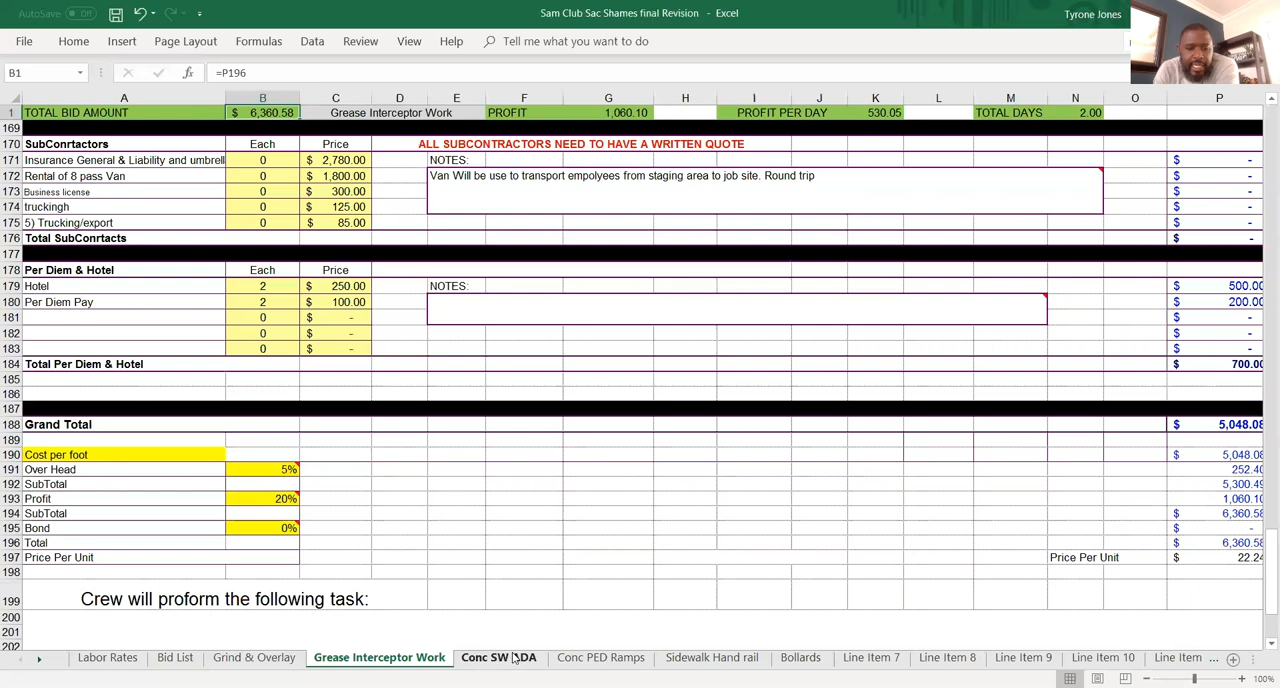 AutoSave Off Sam Club Sac Shames final Revision - Excel Tyrone Jones
File Home Insert Page Layout Formulas Data Review View Help Tell me what you want to do
B1 fx =P196
A B C D E F G H I J K L M N O P
1 TOTAL BID AMOUNT $ 6,360.58 Grease Interceptor Work PROFIT 1,060.10 PROFIT PER DAY 530.05 TOTAL DAYS 2.00
169
170 SubConrtactors Each Price ALL SUBCONTRACTORS NEED TO HAVE A WRITTEN QUOTE
171 Insurance General & Liability and umbrell 0 $ 2,780.00 NOTES: $ -
172 Rental of 8 pass Van 0 $ 1,800.00 Van Will be use to transport empolyees from staging area to job site. Round trip $ -
173 Business license 0 $ 300.00 $ -
174 truckingh 0 $ 125.00 $ -
175 5) Trucking/export 0 $ 85.00 $ -
176 Total SubConrtacts $ -
177
178 Per Diem & Hotel Each Price
179 Hotel 2 $ 250.00 NOTES: $ 500.00
180 Per Diem Pay 2 $ 100.00 $ 200.00
181 0 $ - $ -
182 0 $ - $ -
183 0 $ - $ -
184 Total Per Diem & Hotel $ 700.00
185
186
187
188 Grand Total $ 5,048.08
189
190 Cost per foot $ 5,048.08
191 Over Head 5% 252.40
192 SubTotal 5,300.49
193 Profit 20% 1,060.10
194 SubTotal $ 6,360.58
195 Bond 0% $ -
196 Total $ 6,360.58
197 Price Per Unit Price Per Unit $ 22.24
198
199 Crew will proform the following task:
200
201
202
Labor Rates Bid List Grind & Overlay Grease Interceptor Work Conc SW ADA Conc PED Ramps Sidewalk Hand rail Bollards Line Item 7 Line Item 8 Line Item 9 Line Item 10 Line Item ...
100%